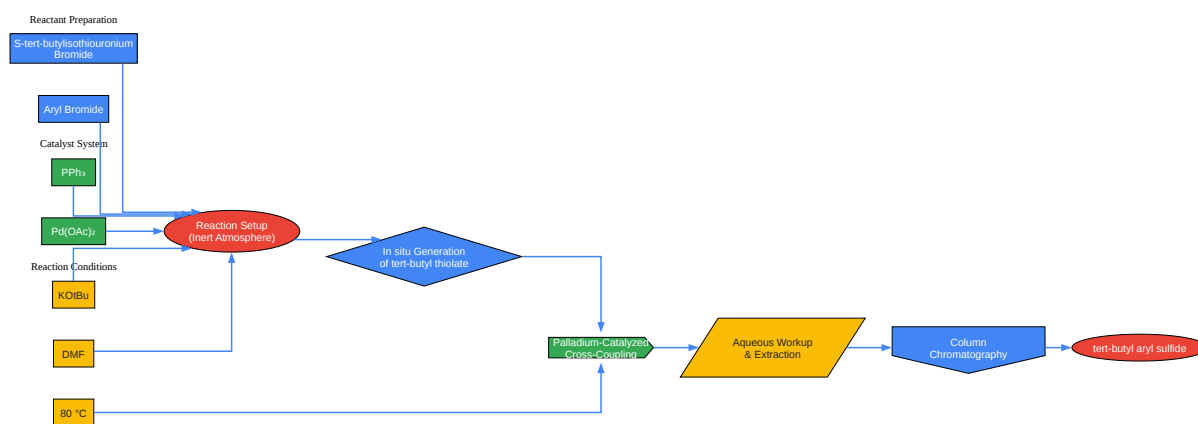 Reactant Preparation
S-tert-butylisothiouronium
Bromide
Aryl Bromide
Catalyst System
PPh₃
Pd(OAc)₂
Reaction Conditions
KOtBu
DMF
80 °C
Reaction Setup
(Inert Atmosphere)
In situ Generation
of tert-butyl thiolate
Palladium-Catalyzed
Cross-Coupling
Aqueous Workup
& Extraction
Column
Chromatography
tert-butyl aryl sulfide